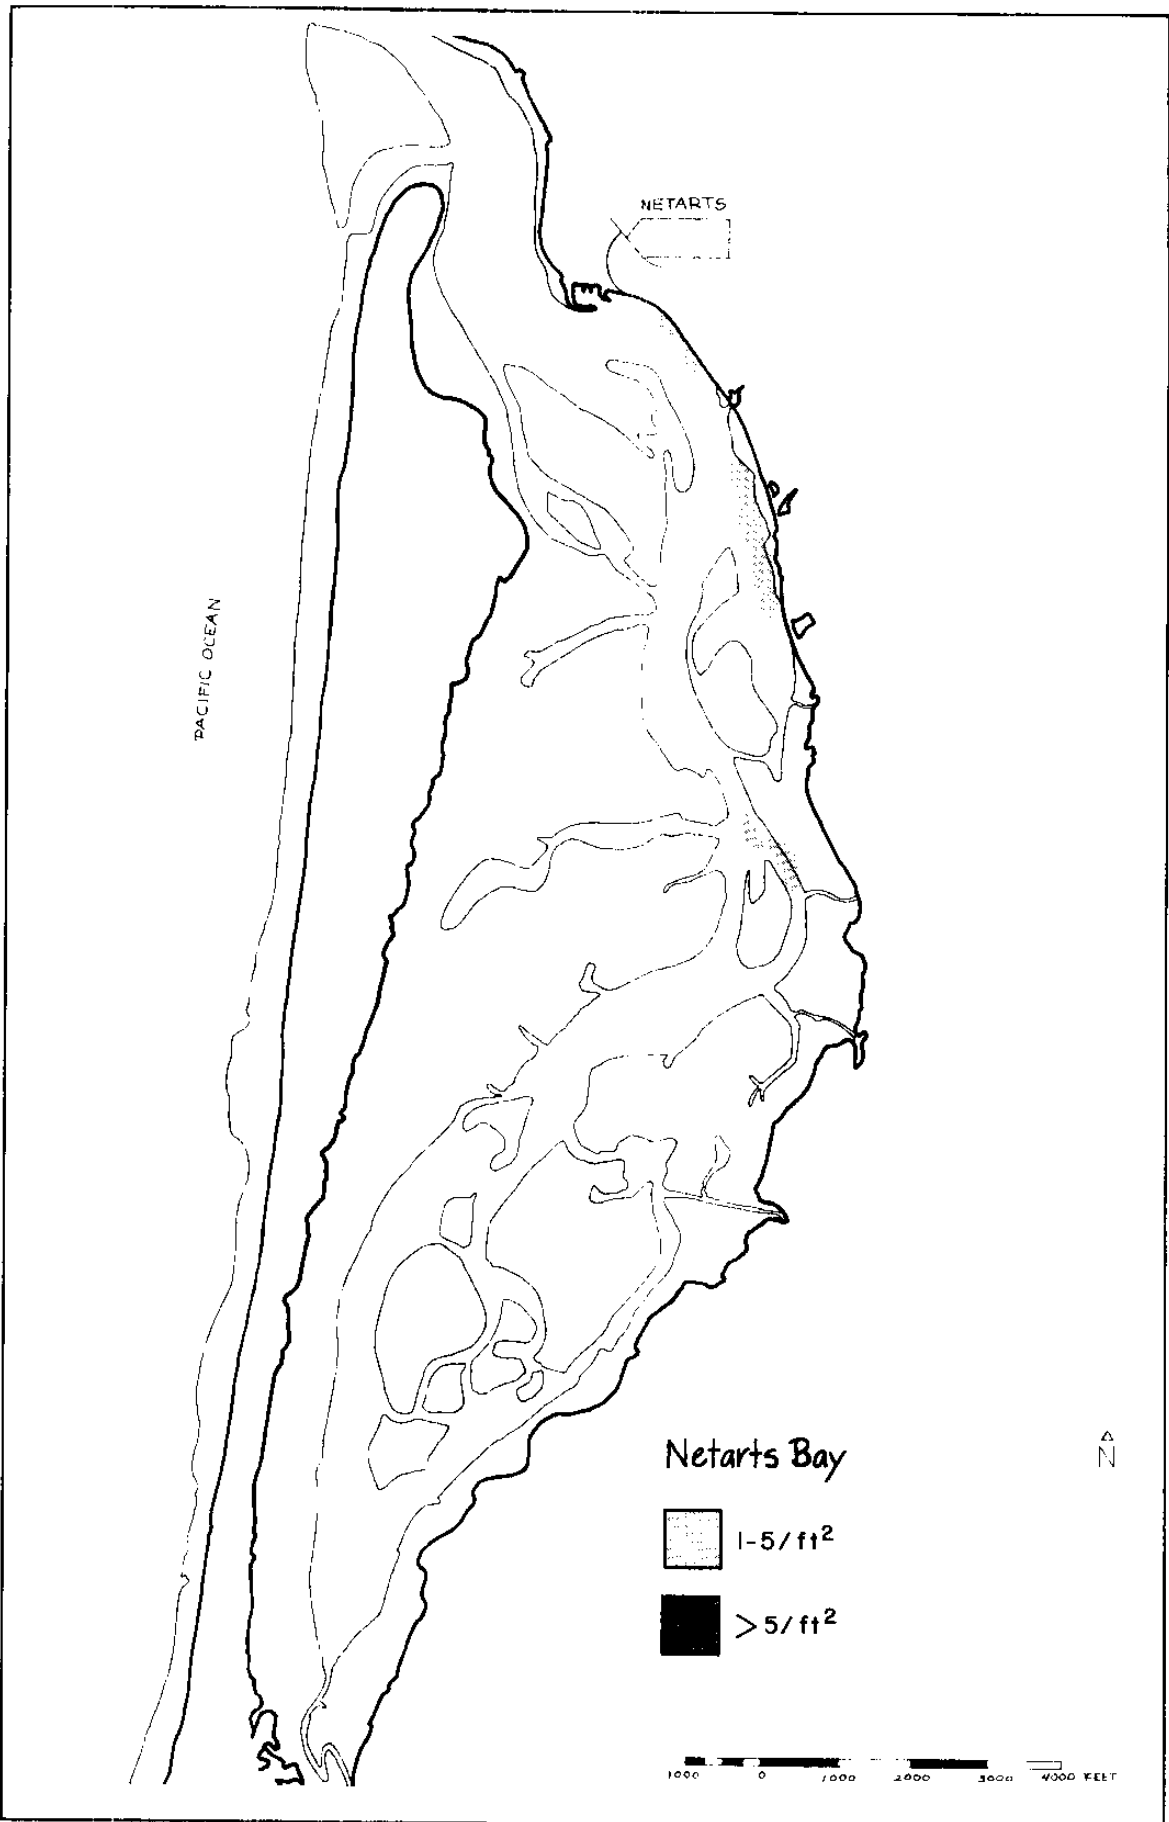 NETARTS
PACIFIC OCEAN
Netarts Bay
N
1-5/ft²
>5/ft²
1000 0 1000 2000 3000 4000 FEET